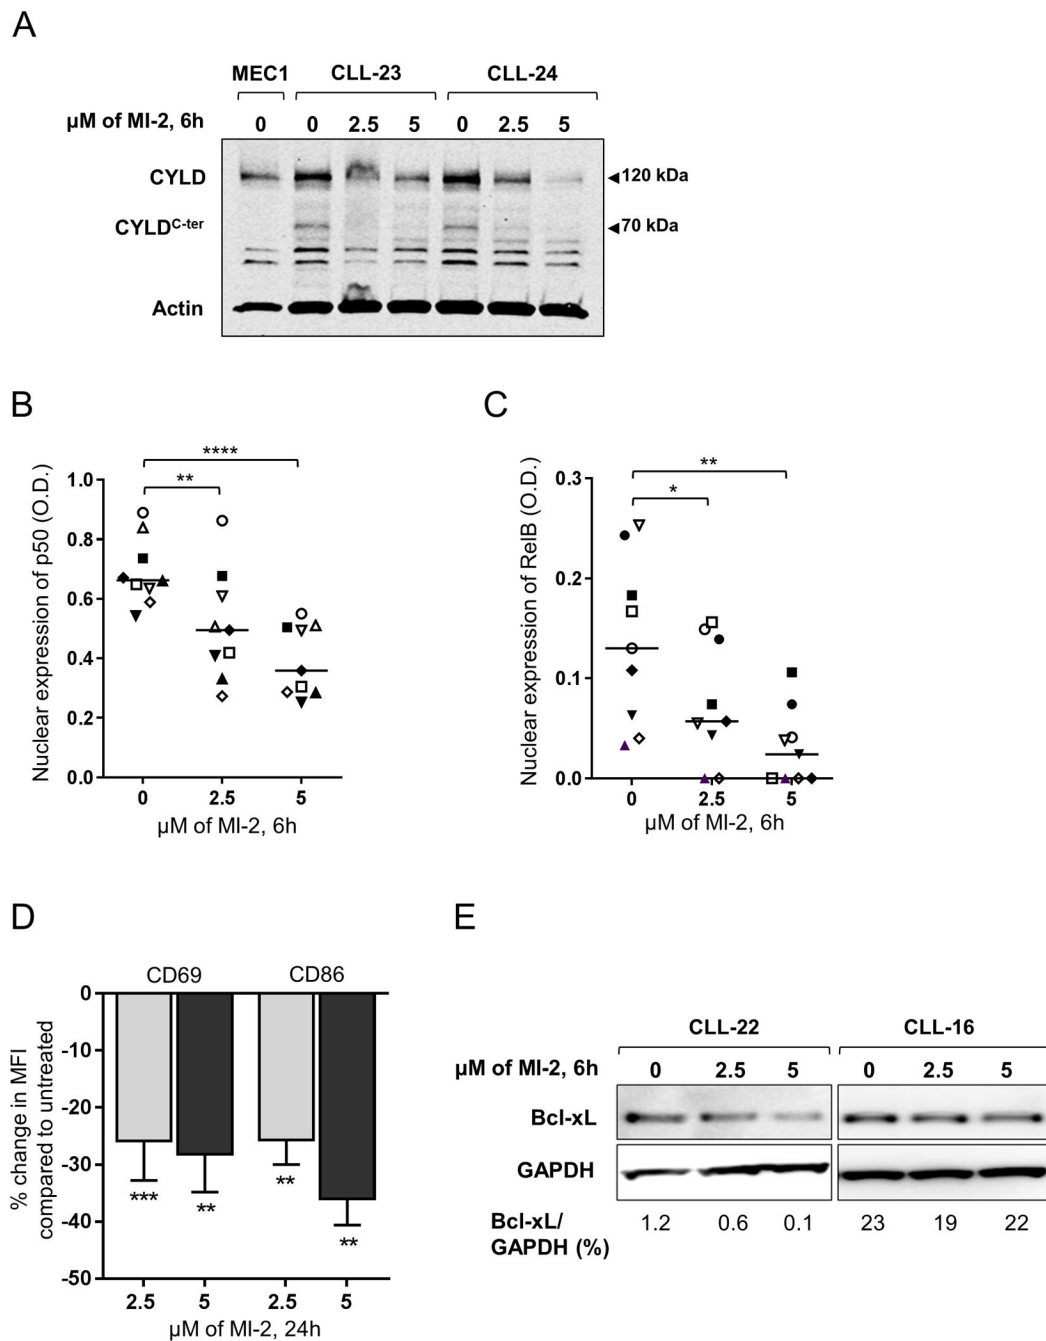 A
MEC1 CLL-23 CLL-24
µM of MI-2, 6h 0 0 2.5 5 0 2.5 5
CYLD 120 kDa
CYLDC-ter 70 kDa
Actin
B
Nuclear expression of p50 (O.D.)
****
**
1.0
0.8
0.6
0.4
0.2
0.0
0 2.5 5
µM of MI-2, 6h
C
Nuclear expression of RelB (O.D.)
**
*
0.3
0.2
0.1
0.0
0 2.5 5
µM of MI-2, 6h
D
% change in MFI
compared to untreated
CD69 CD86
0
-10
-20
-30
-40
-50
*** ** ** **
2.5 5 2.5 5
µM of MI-2, 24h
E
CLL-22 CLL-16
µM of MI-2, 6h 0 2.5 5 0 2.5 5
Bcl-xL
GAPDH
Bcl-xL/
GAPDH (%) 1.2 0.6 0.1 23 19 22